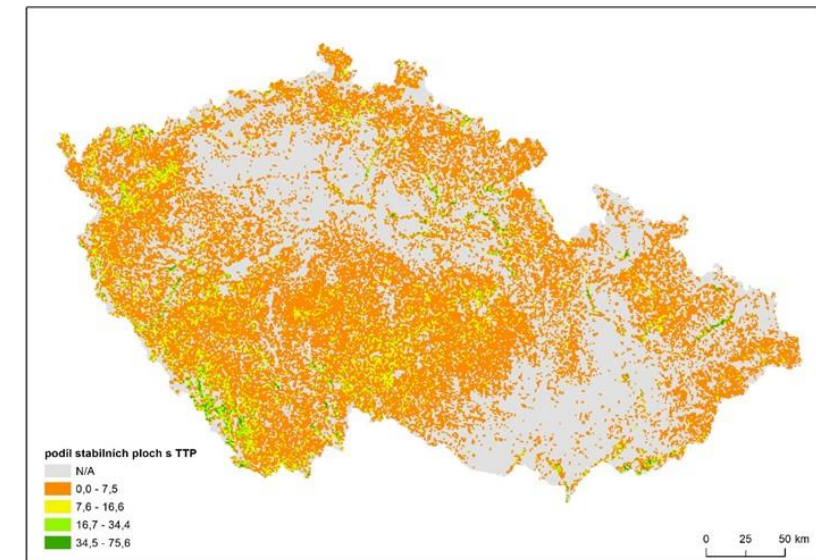 podíl stabilních ploch s TTP
N/A
0,0 - 7,5
7,6 - 16,6
16,7 - 34,4
34,5 - 75,6
0 25 50 km